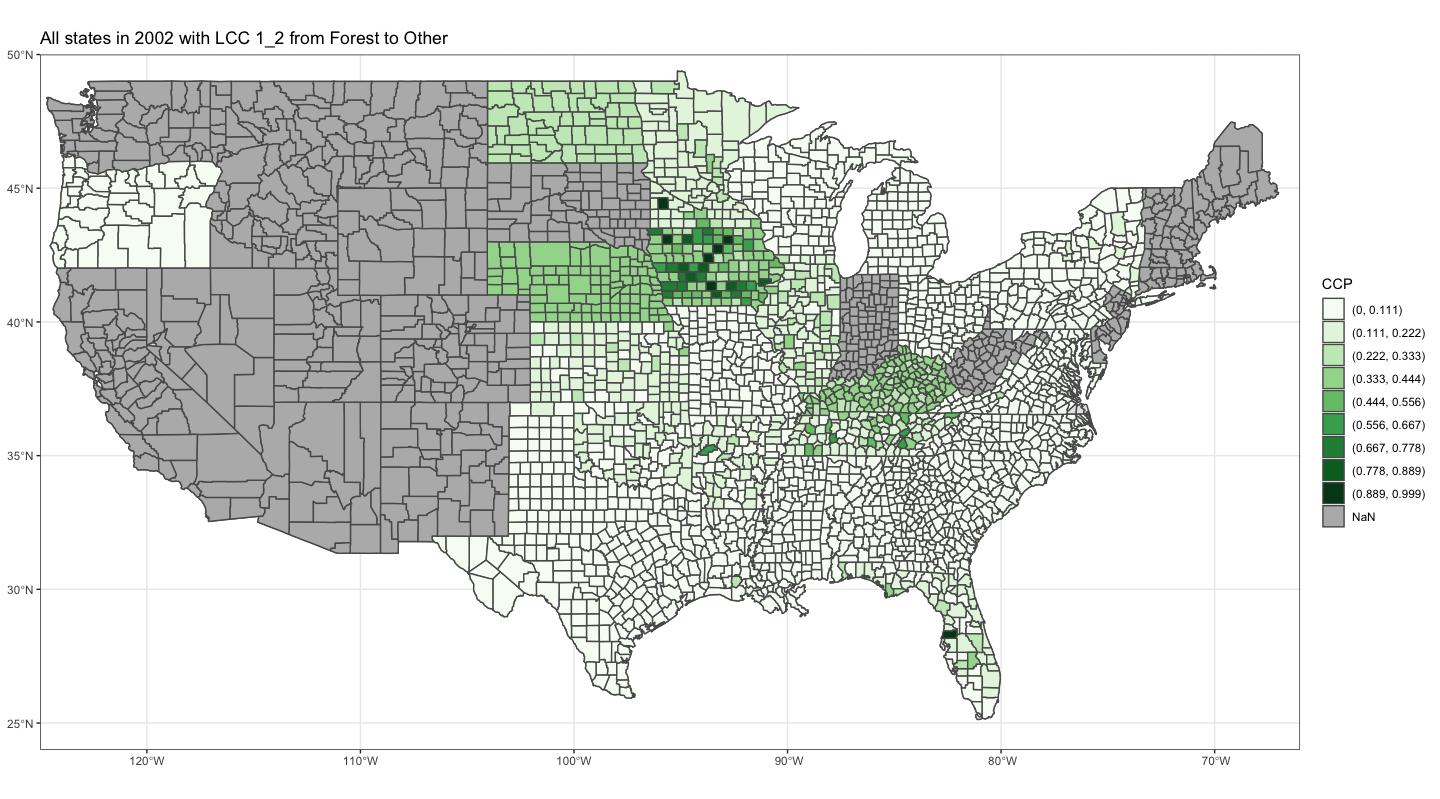 All states in 2002 with LCC 1_2 from Forest to Other
50°N
45°N
40°N
35°N
30°N
25°N
120°W
110°W
100°W
90°W
80°W
70°W
CCP
(0, 0.111)
(0.111, 0.222)
(0.222, 0.333)
(0.333, 0.444)
(0.444, 0.556)
(0.556, 0.667)
(0.667, 0.778)
(0.778, 0.889)
(0.889, 0.999)
NaN